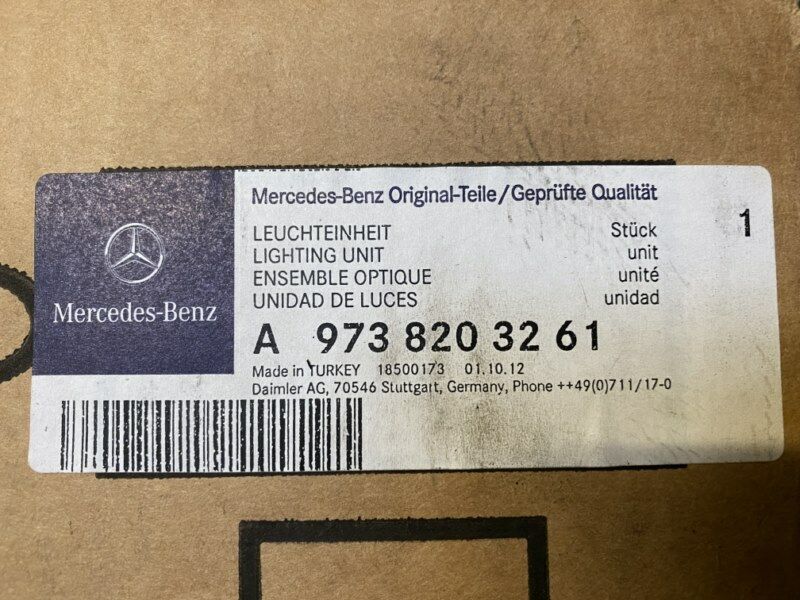 Mercedes-Benz Original-Teile/Geprüfte Qualität
LEUCHTEINHEIT Stück 1
LIGHTING UNIT unit
ENSEMBLE OPTIQUE unité
UNIDAD DE LUCES unidad
Mercedes-Benz
A 973 820 32 61
Made in TURKEY 18500173 01.10.12
Daimler AG, 70546 Stuttgart, Germany, Phone ++49(0)711/17-0